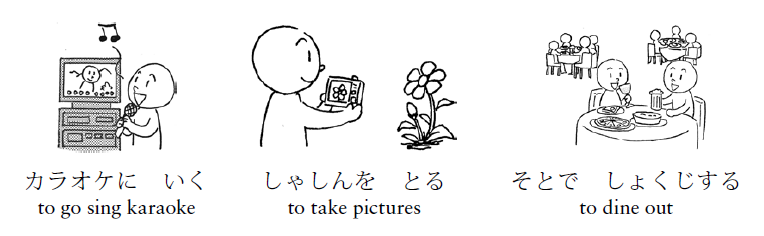 カラオケに　いく
to go sing karaoke
しゃしんを　とる
to take pictures
そとで　しょくじする
to dine out